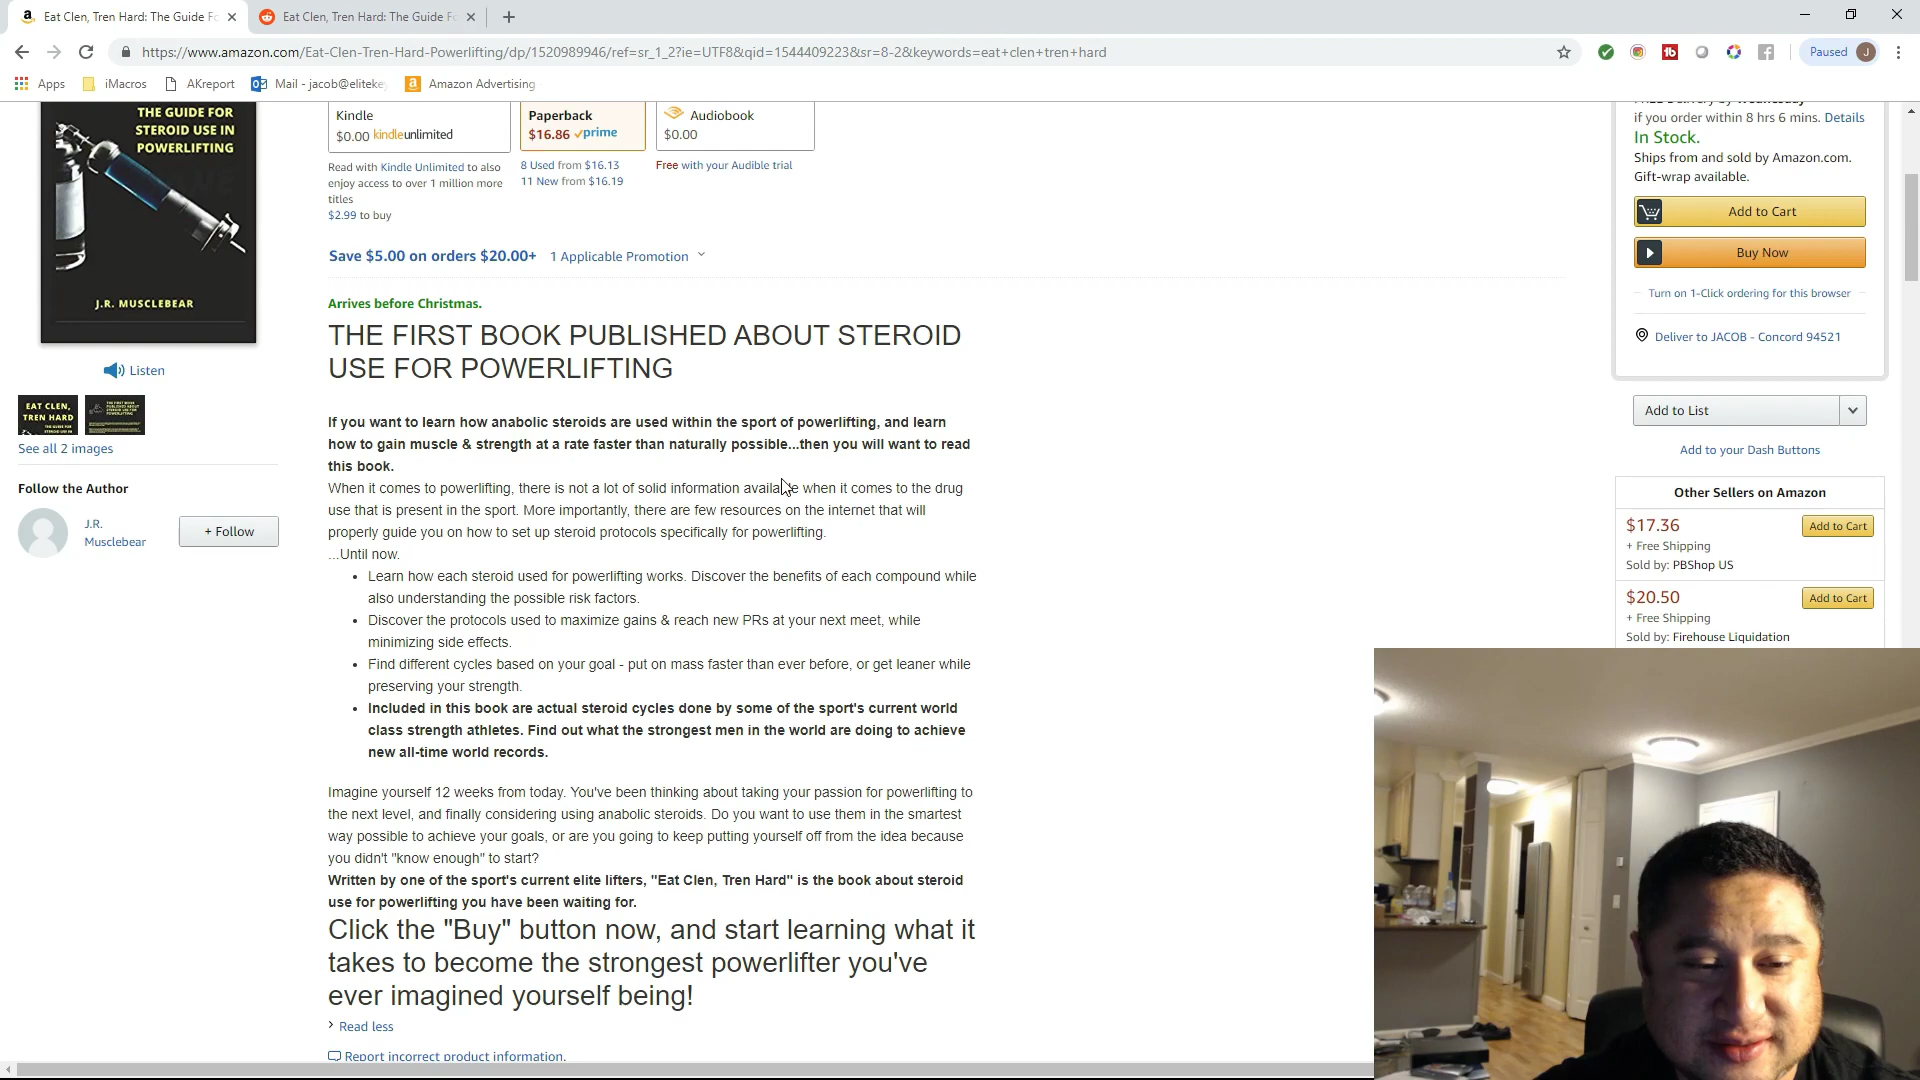 Eat Clen, Tren Hard: The Guide Fo
Eat Clen, Tren Hard: The Guide Fo
https://www.amazon.com/Eat-Clen-Tren-Hard-Powerlifting/dp/1520989946/ref=sr_1_2?ie=UTF8&qid=1544409223&sr=8-2&keywords=eat+clen+tren+hard
Paused J
Apps iMacros AKreport Mail - jacob@eliteke Amazon Advertising
THE GUIDE FOR
STEROID USE IN
POWERLIFTING
J.R. MUSCLEBEAR
Listen
EAT CLEN,
TREN HARD
See all 2 images
Follow the Author
J.R.
Musclebear
+ Follow
Kindle
$0.00 kindleunlimited
Read with Kindle Unlimited to also
enjoy access to over 1 million more
titles
$2.99 to buy
Paperback
$16.86 prime
8 Used from $16.13
11 New from $16.19
Audiobook
$0.00
Free with your Audible trial
Save $5.00 on orders $20.00+ 1 Applicable Promotion
Arrives before Christmas.
THE FIRST BOOK PUBLISHED ABOUT STEROID
USE FOR POWERLIFTING
If you want to learn how anabolic steroids are used within the sport of powerlifting, and learn
how to gain muscle & strength at a rate faster than naturally possible...then you will want to read
this book.
When it comes to powerlifting, there is not a lot of solid information available when it comes to the drug
use that is present in the sport. More importantly, there are few resources on the internet that will
properly guide you on how to set up steroid protocols specifically for powerlifting.
...Until now.
• Learn how each steroid used for powerlifting works. Discover the benefits of each compound while
also understanding the possible risk factors.
• Discover the protocols used to maximize gains & reach new PRs at your next meet, while
minimizing side effects.
• Find different cycles based on your goal - put on mass faster than ever before, or get leaner while
preserving your strength.
• Included in this book are actual steroid cycles done by some of the sport's current world
class strength athletes. Find out what the strongest men in the world are doing to achieve
new all-time world records.
Imagine yourself 12 weeks from today. You've been thinking about taking your passion for powerlifting to
the next level, and finally considering using anabolic steroids. Do you want to use them in the smartest
way possible to achieve your goals, or are you going to keep putting yourself off from the idea because
you didn't "know enough" to start?
Written by one of the sport's current elite lifters, "Eat Clen, Tren Hard" is the book about steroid
use for powerlifting you have been waiting for.
Click the "Buy" button now, and start learning what it
takes to become the strongest powerlifter you've
ever imagined yourself being!
Read less
Report incorrect product information.
if you order within 8 hrs 6 mins. Details
In Stock.
Ships from and sold by Amazon.com.
Gift-wrap available.
Add to Cart
Buy Now
Turn on 1-Click ordering for this browser
Deliver to JACOB - Concord 94521
Add to List
Add to your Dash Buttons
Other Sellers on Amazon
$17.36 Add to Cart
+ Free Shipping
Sold by: PBShop US
$20.50 Add to Cart
+ Free Shipping
Sold by: Firehouse Liquidation